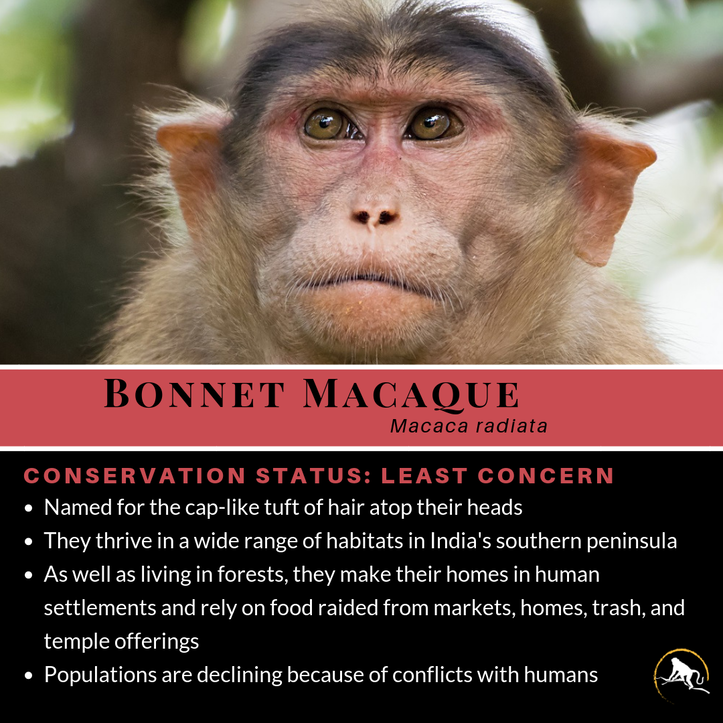 Bonnet Macaque
Macaca radiata
CONSERVATION STATUS: LEAST CONCERN
• Named for the cap-like tuft of hair atop their heads
• They thrive in a wide range of habitats in India's southern peninsula
• As well as living in forests, they make their homes in human
settlements and rely on food raided from markets, homes, trash, and
temple offerings
• Populations are declining because of conflicts with humans